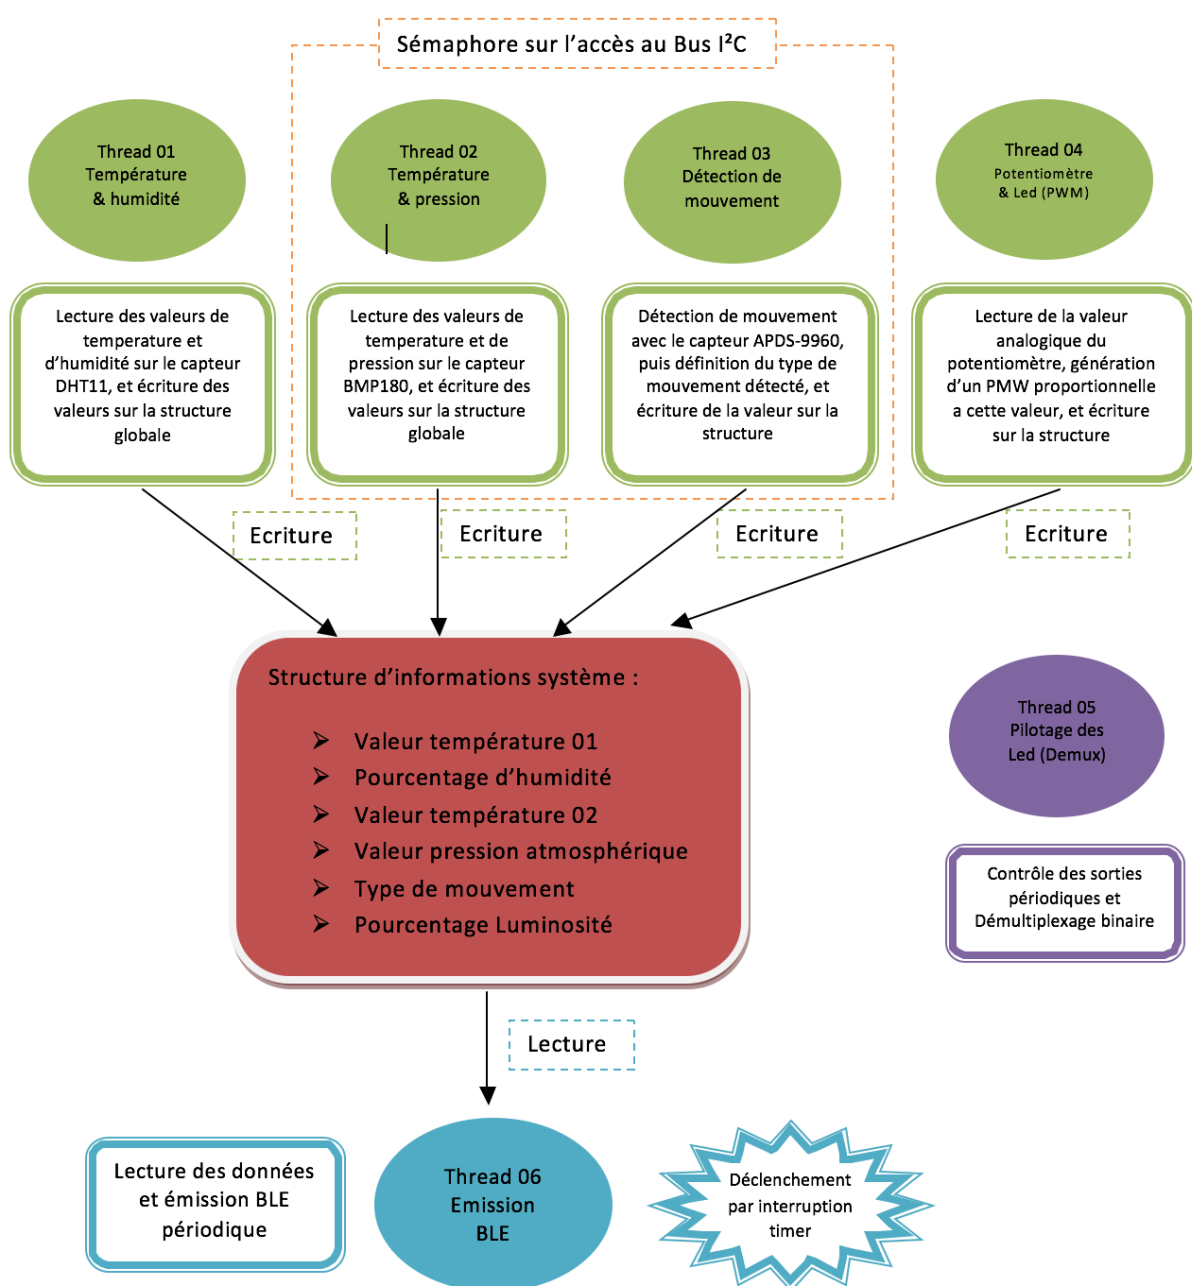 Sémaphore sur l'accès au Bus I²C
Thread 01
Température
& humidité
Thread 02
Température
& pression
Thread 03
Détection de
mouvement
Thread 04
Potentiomètre
& Led (PWM)
Lecture des valeurs de
temperature et
d'humidité sur le capteur
DHT11, et écriture des
valeurs sur la structure
globale
Lecture des valeurs de
temperature et de
pression sur le capteur
BMP180, et écriture des
valeurs sur la structure
globale
Détection de mouvement
avec le capteur APDS-9960,
puis définition du type de
mouvement détecté, et
écriture de la valeur sur la
structure
Lecture de la valeur
analogique du
potentiomètre, génération
d'un PMW proportionnelle
a cette valeur, et écriture
sur la structure
Ecriture
Ecriture
Ecriture
Ecriture
Structure d'informations système :
➢ Valeur température 01
➢ Pourcentage d'humidité
➢ Valeur température 02
➢ Valeur pression atmosphérique
➢ Type de mouvement
➢ Pourcentage Luminosité
Thread 05
Pilotage des
Led (Demux)
Contrôle des sorties
périodiques et
Démultiplexage binaire
Lecture
Lecture des données
et émission BLE
périodique
Thread 06
Emission
BLE
Déclenchement
par interruption
timer